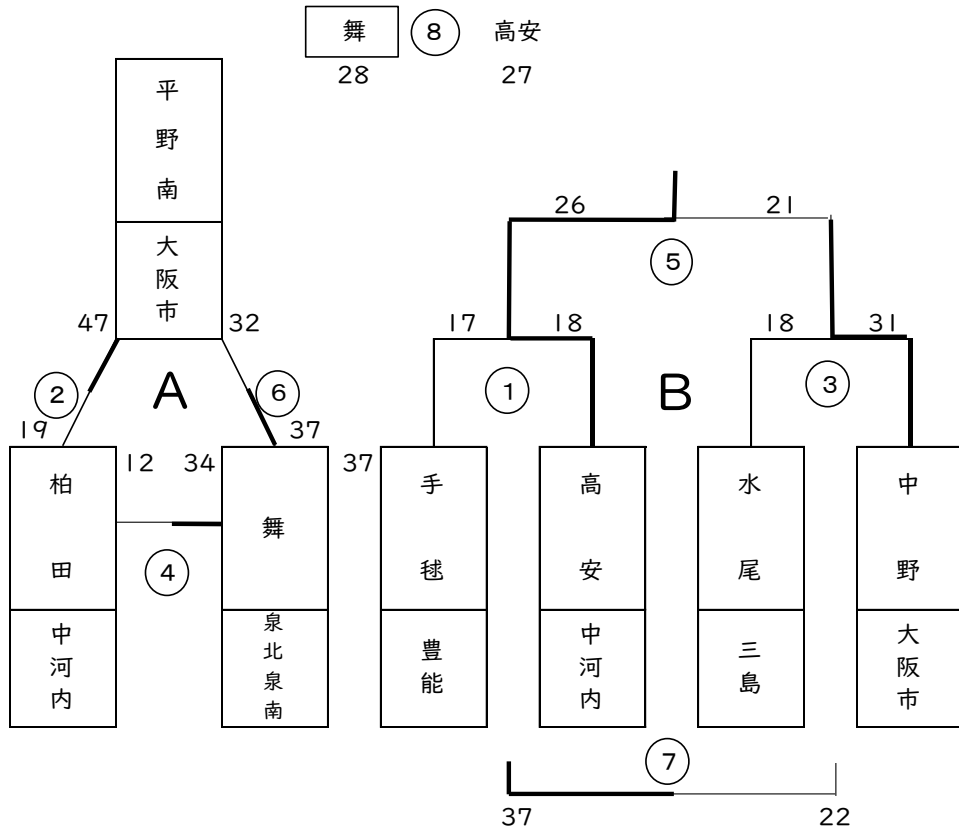 舞 ⑧ 高安
28 27
平野南
大阪市
26 21
⑤
47 32
17 18 18 31
② A ⑥
① B ③
19 37
12 34 37
柏田
舞
手毬
高安
水尾
中野
④
中河内
泉北泉南
豊能
中河内
三島
大阪市
⑦
37 22